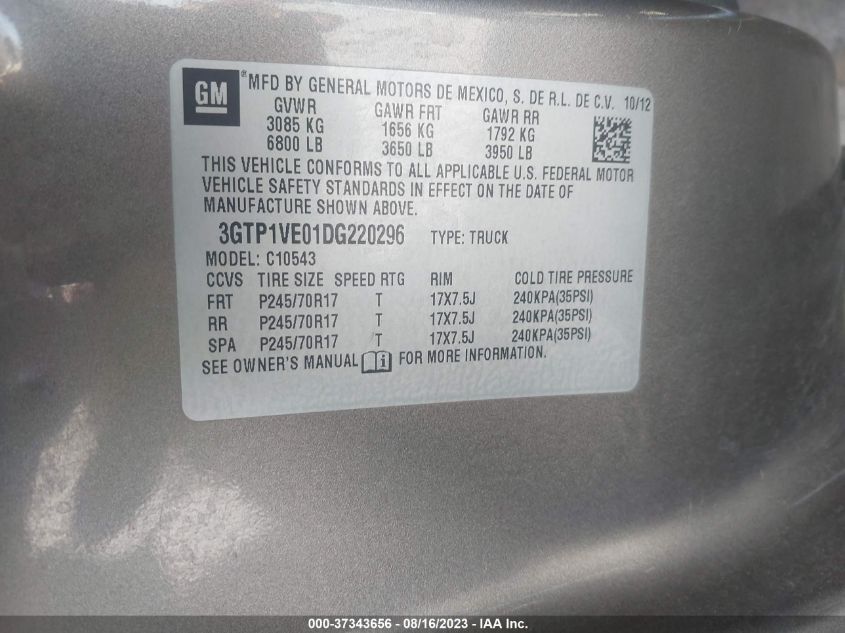 GM ® MFD BY GENERAL MOTORS DE MEXICO, S. DE R.L. DE C.V. 10/12
GVWR GAWR FRT GAWR RR
3085 KG 1656 KG 1792 KG
6800 LB 3650 LB 3950 LB
THIS VEHICLE CONFORMS TO ALL APPLICABLE U.S. FEDERAL MOTOR
VEHICLE SAFETY STANDARDS IN EFFECT ON THE DATE OF
MANUFACTURE SHOWN ABOVE.
3GTP1VE01DG220296 TYPE: TRUCK
MODEL: C10543
CCVS TIRE SIZE SPEED RTG RIM COLD TIRE PRESSURE
FRT P245/70R17 T 17X7.5J 240KPA(35PSI)
RR P245/70R17 T 17X7.5J 240KPA(35PSI)
SPA P245/70R17 T 17X7.5J 240KPA(35PSI)
SEE OWNER'S MANUAL i FOR MORE INFORMATION.
000-37343656 - 08/16/2023 - IAA Inc.